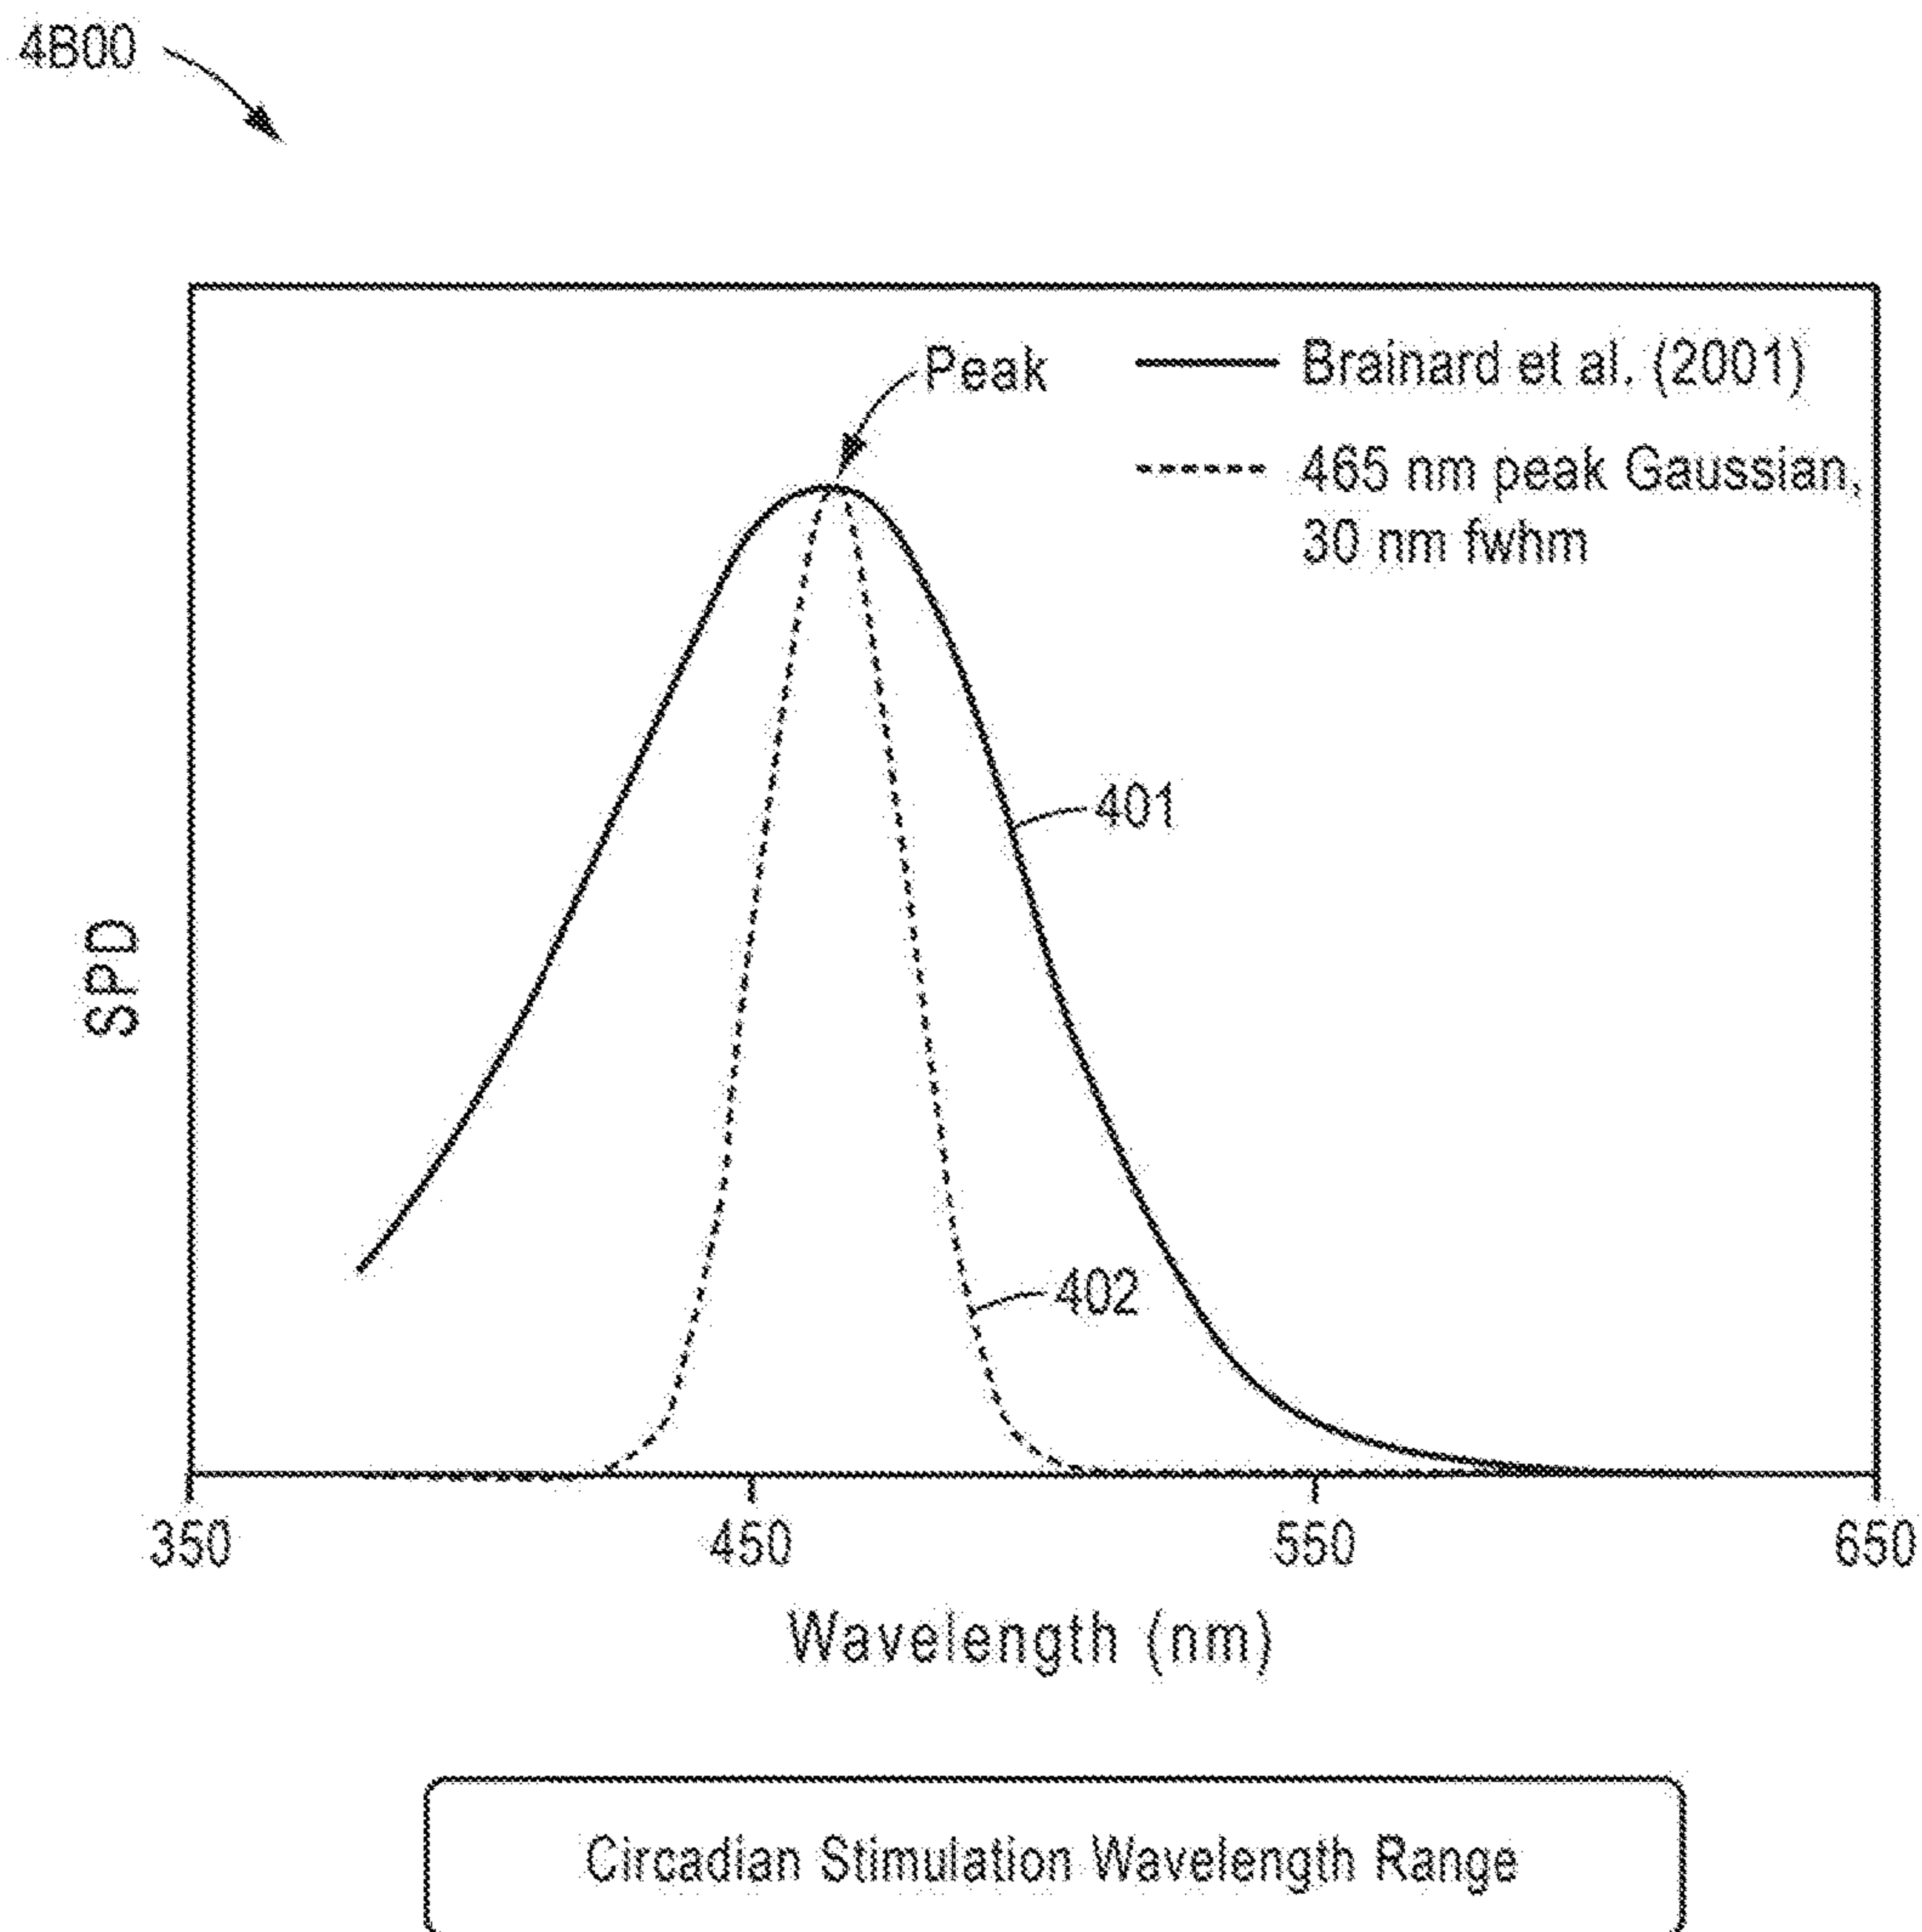 4B00
Peak
Brainard et al. (2001)
465 nm peak Gaussian,
30 nm fwhm
401
402
SPD
350 450 550 650
Wavelength (nm)
Circadian Stimulation Wavelength Range